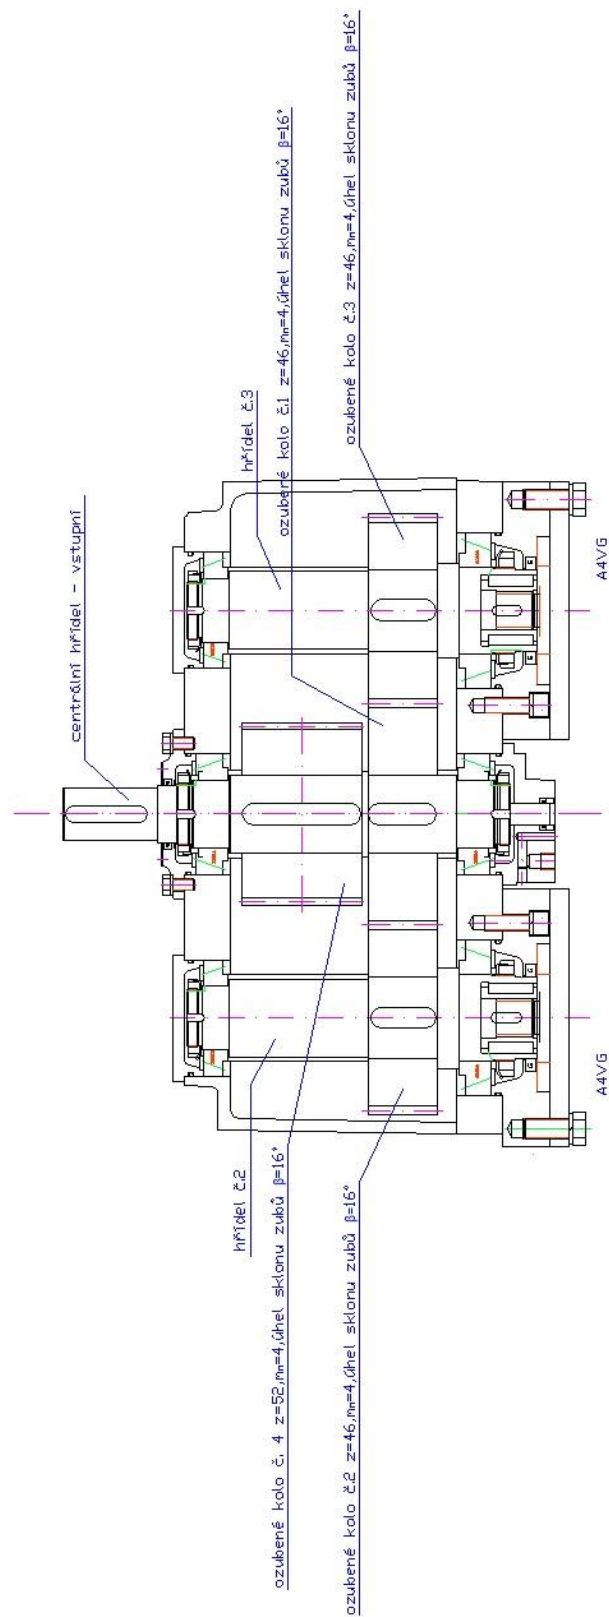 centrální hřídel - vstupní
hřídel č.3
ozubené kolo č.1 z=46,mn=4,úhel sklonu zubů β=16°
ozubené kolo č.3 z=46,mn=4,úhel sklonu zubů β=16°
hřídel č.2
ozubené kolo č. 4 z=52,mn=4,úhel sklonu zubů β=16°
ozubené kolo č.2 z=46,mn=4,úhel sklonu zubů β=16°
A4VG
A4VG